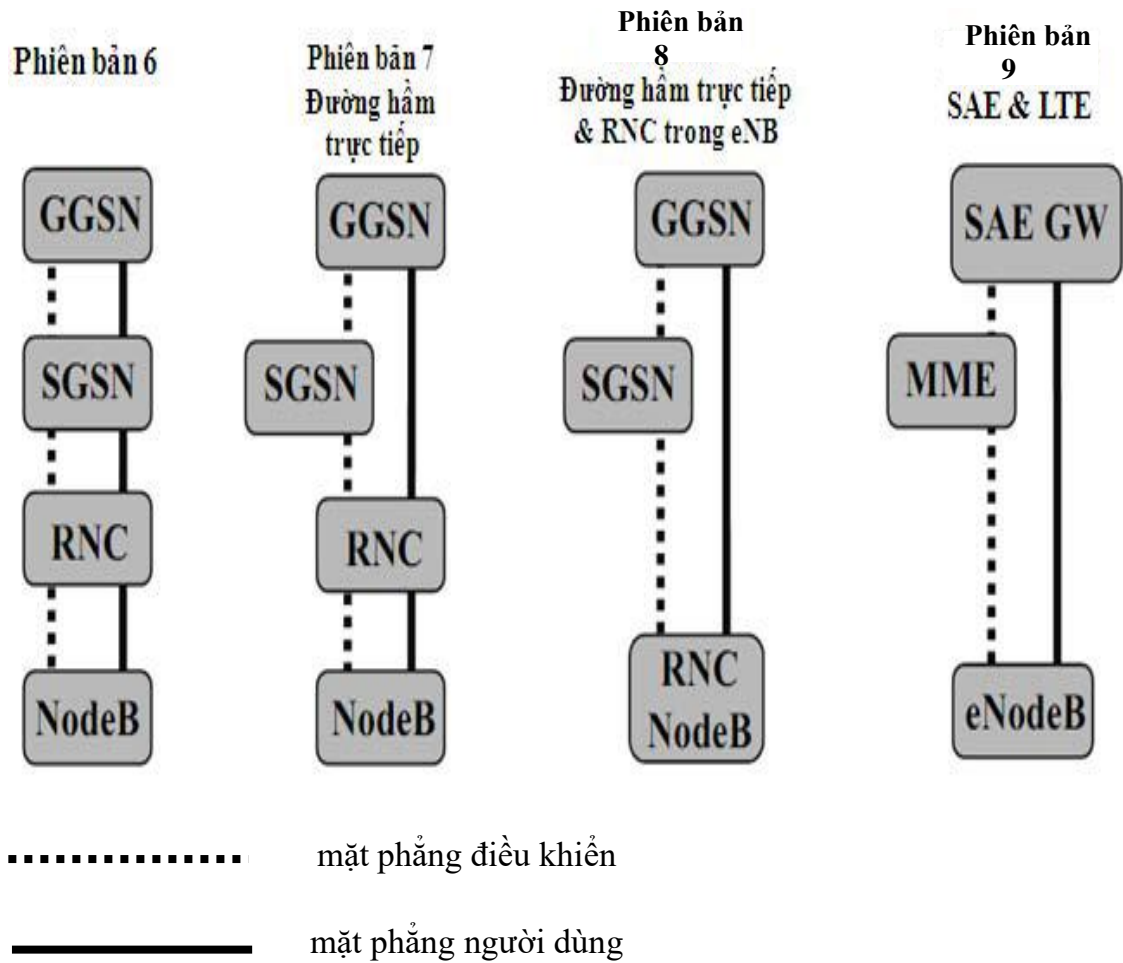 Phiên bản 6
GGSN
SGSN
RNC
NodeB
Phiên bản 7
Đường hầm
trực tiếp
GGSN
SGSN
RNC
NodeB
Phiên bản
8
Đường hầm trực tiếp
& RNC trong eNB
GGSN
SGSN
RNC
NodeB
Phiên bản
9
SAE & LTE
SAE GW
MME
eNodeB
mặt phẳng điều khiển
mặt phẳng người dùng